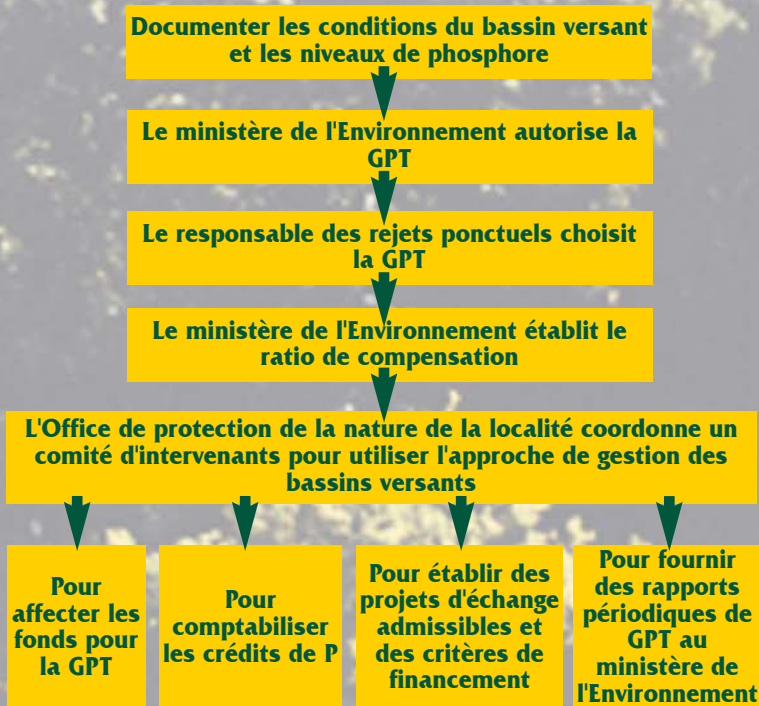 Documenter les conditions du bassin versant
et les niveaux de phosphore
Le ministère de l'Environnement autorise la
GPT
Le responsable des rejets ponctuels choisit
la GPT
Le ministère de l'Environnement établit le
ratio de compensation
L'Office de protection de la nature de la localité coordonne un
comité d'intervenants pour utiliser l'approche de gestion des
bassins versants
Pour
affecter les
fonds pour
la GPT
Pour
comptabiliser
les crédits de P
Pour établir des
projets d'échange
admissibles et
des critères de
financement
Pour fournir
des rapports
périodiques de
GPT au
ministère de
l'Environnement